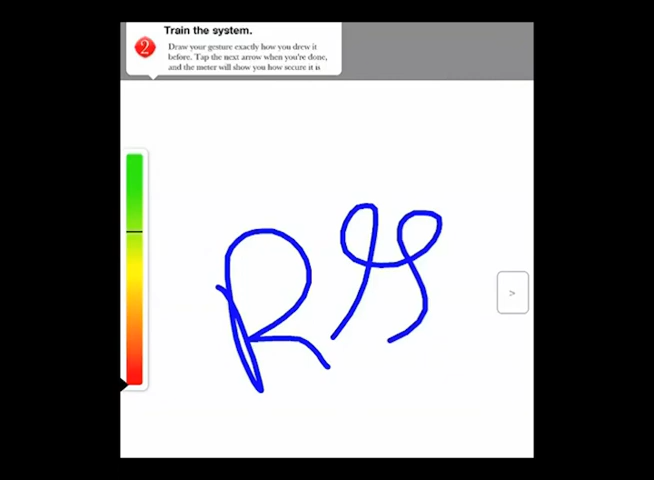 Train the system.
2
Draw your gesture exactly how you drew it
before. Tap the next arrow when you're done,
and the meter will show you how secure it is
>